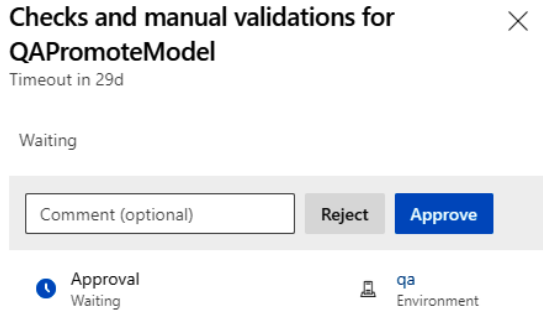 Checks and manual validations for
QAPromoteModel
Timeout in 29d
Waiting
Comment (optional) Reject Approve
Approval qa
Waiting Environment